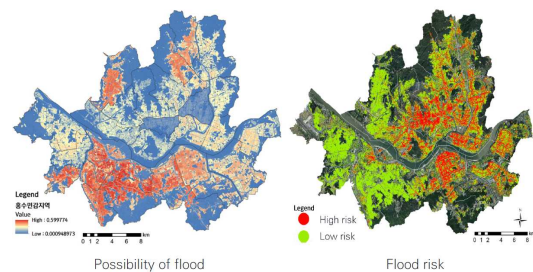 Legend
홍수민감지역
Value
High : 0.599774
Low : 0.000948973
0 1 2 4 6 8
km
Possibility of flood
Legend
High risk
Low risk
N
0 1 2 4 6 8
Flood risk